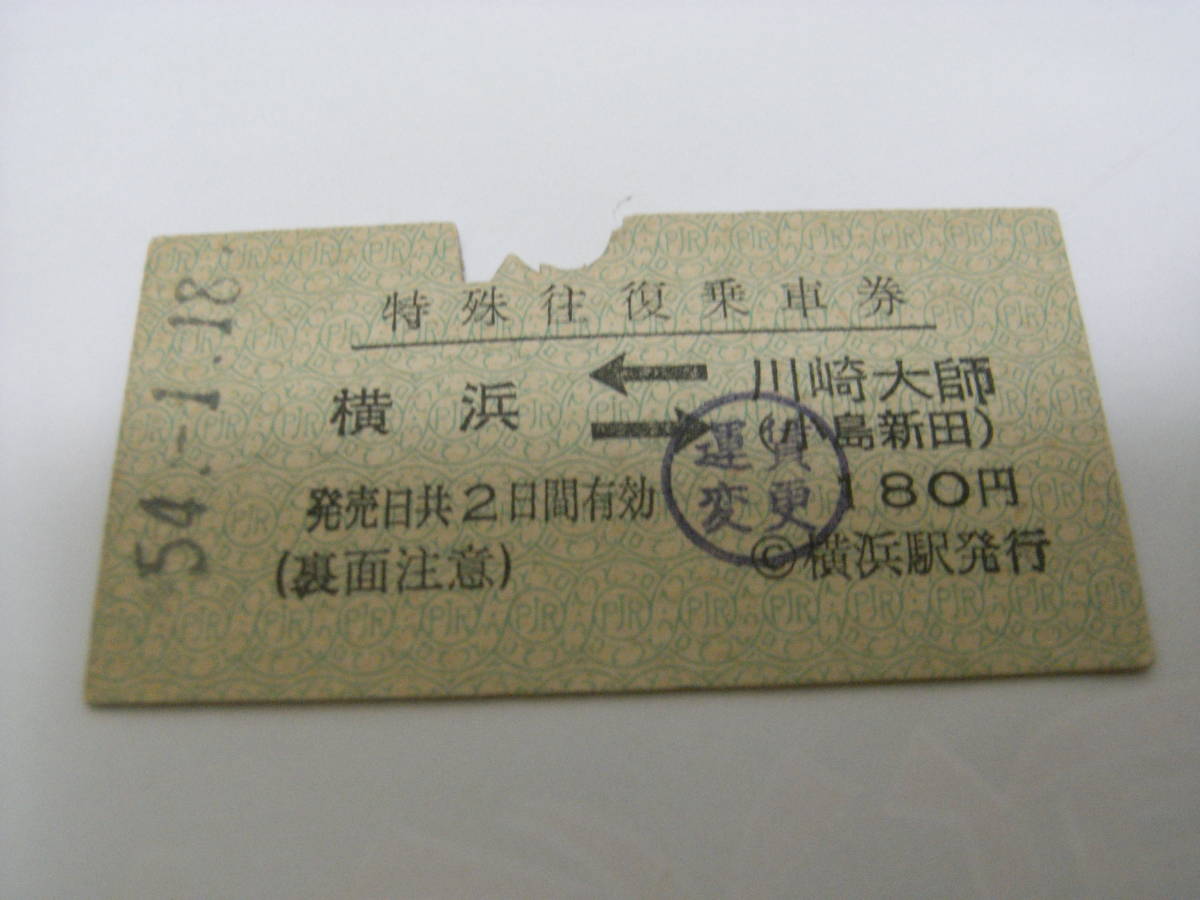 54.-1.18
特殊往復乗車券
横浜 ⇄ 川崎大師
(小島新田)
運賃
変更
180円
発売日共2日間有効
(裏面注意)
Ⓒ横浜駅発行